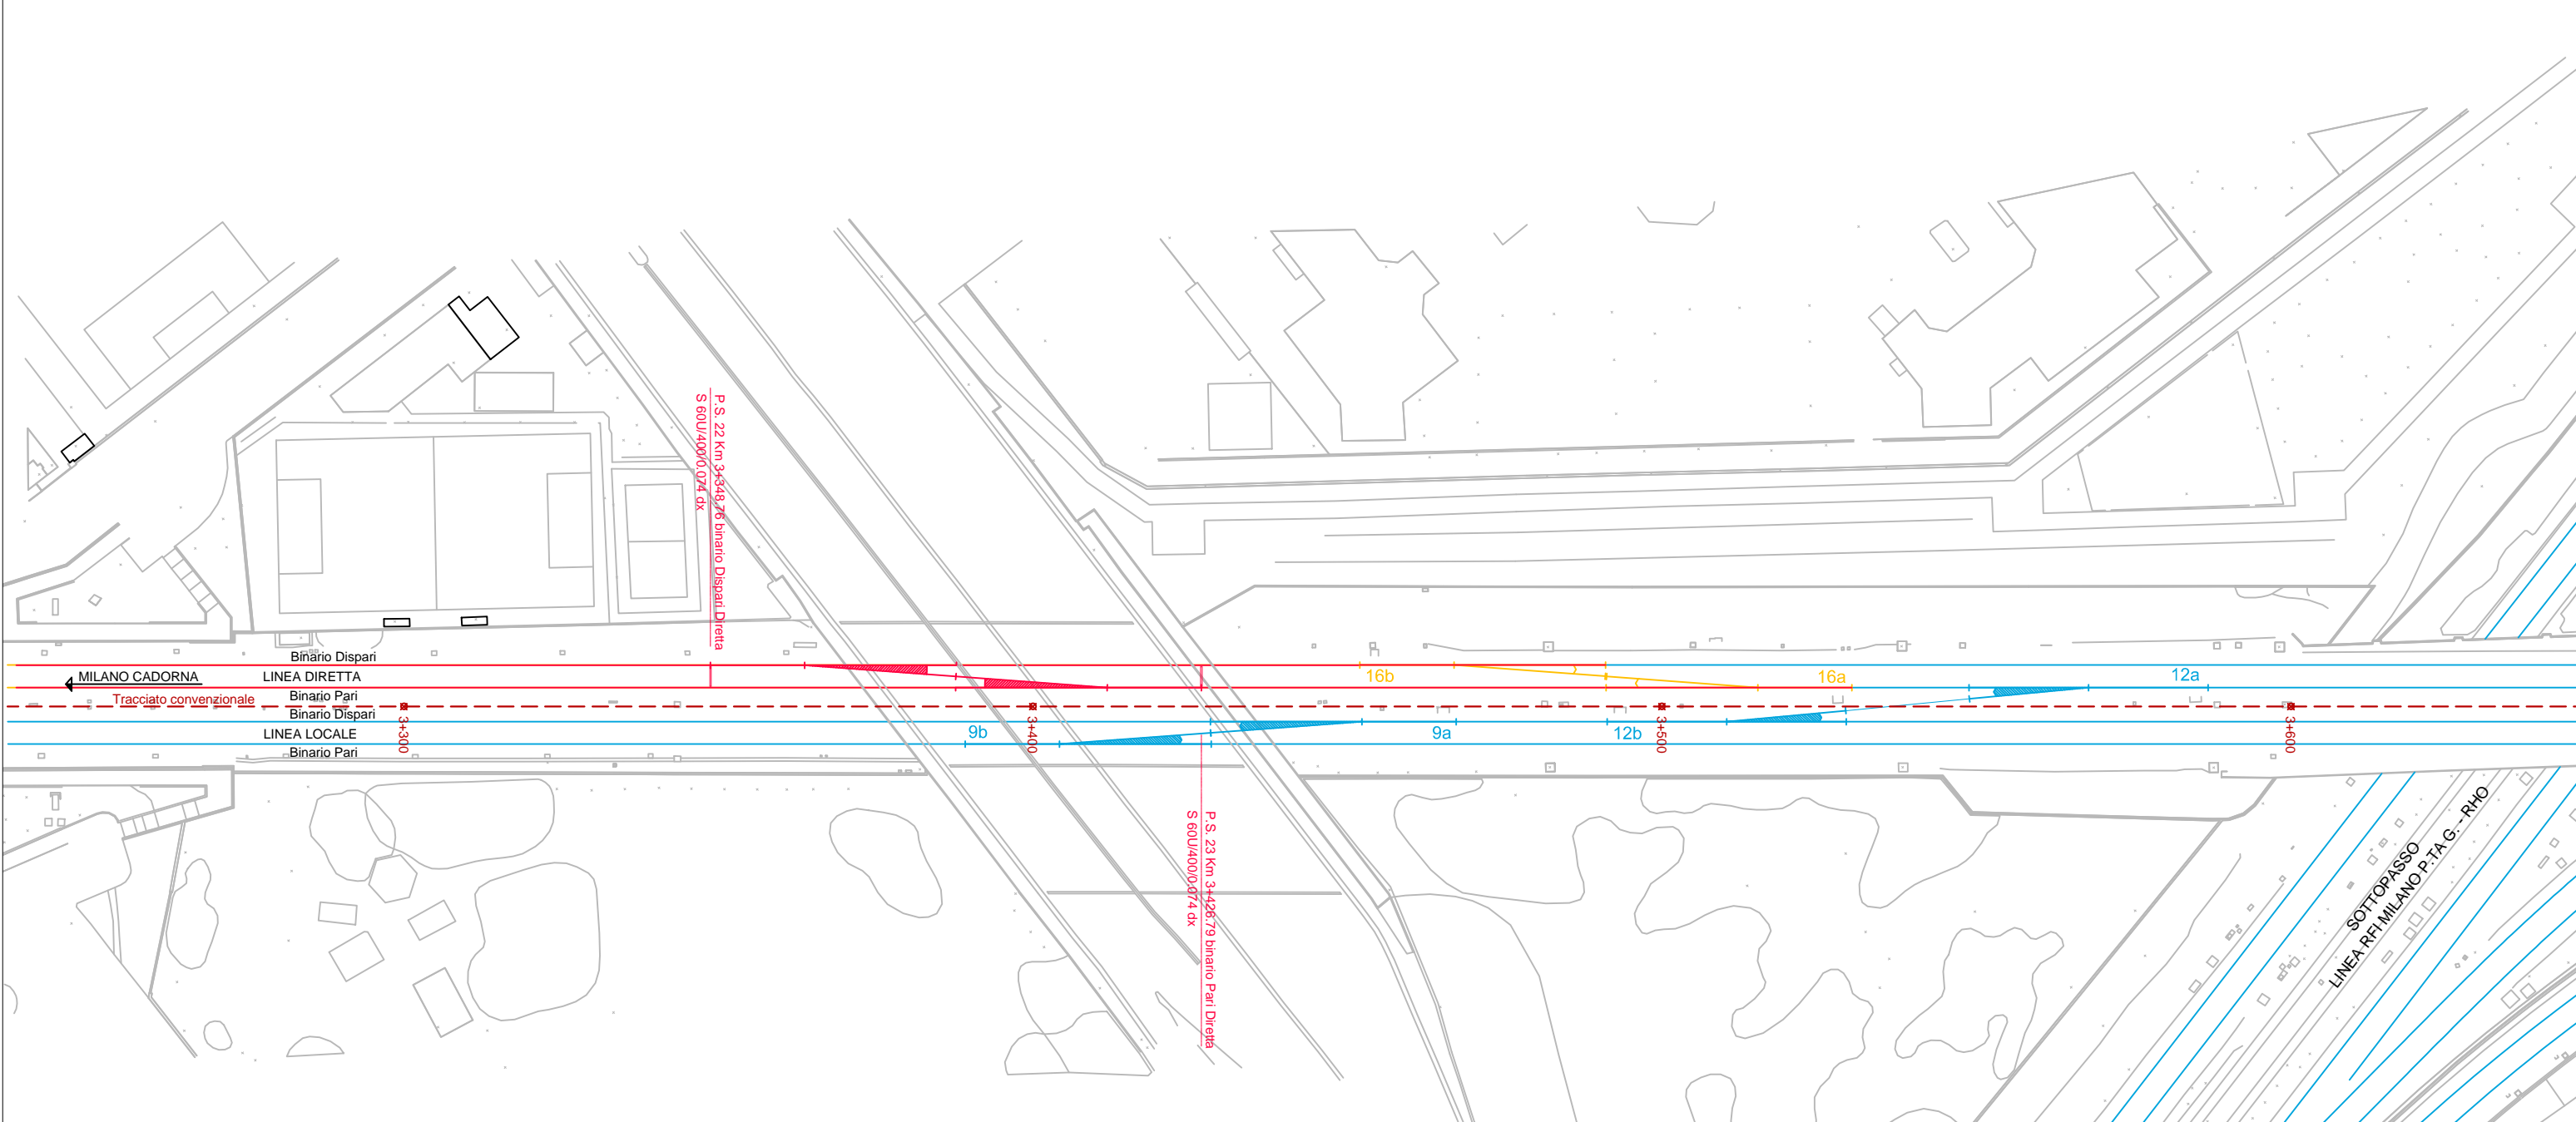 P.S. 22 Km 3+348.76 binario Dispari Diretta
S 60U/400/0.074 dx
Binario Dispari
MILANO CADORNA
LINEA DIRETTA
Binario Pari
Tracciato convenzionale
Binario Dispari
LINEA LOCALE
Binario Pari
3+300
3+400
3+500
3+600
16b
16a
12a
9b
9a
12b
P.S. 23 Km 3+426.79 binario Pari Diretta
S 60U/400/0.074 dx
SOTTOPASSO
LINEA RFI MILANO P.TA G. - RHO